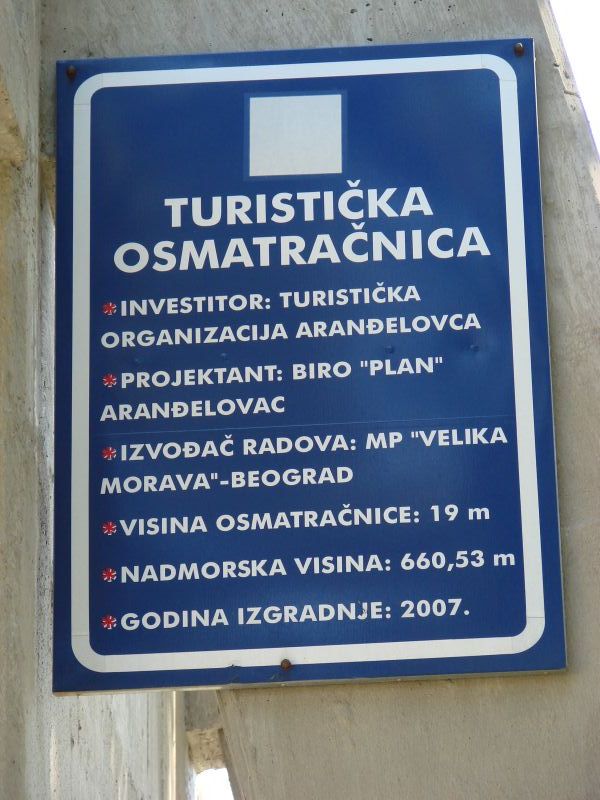 TURISTIČKA
OSMATRAČNICA
*INVESTITOR: TURISTIČKA
ORGANIZACIJA ARANĐELOVCA
*PROJEKTANT: BIRO "PLAN"
ARANĐELOVAC
*IZVOĐAČ RADOVA: MP "VELIKA
MORAVA"-BEOGRAD
*VISINA OSMATRAČNICE: 19 m
*NADMORSKA VISINA: 660,53 m
*GODINA IZGRADNJE: 2007.